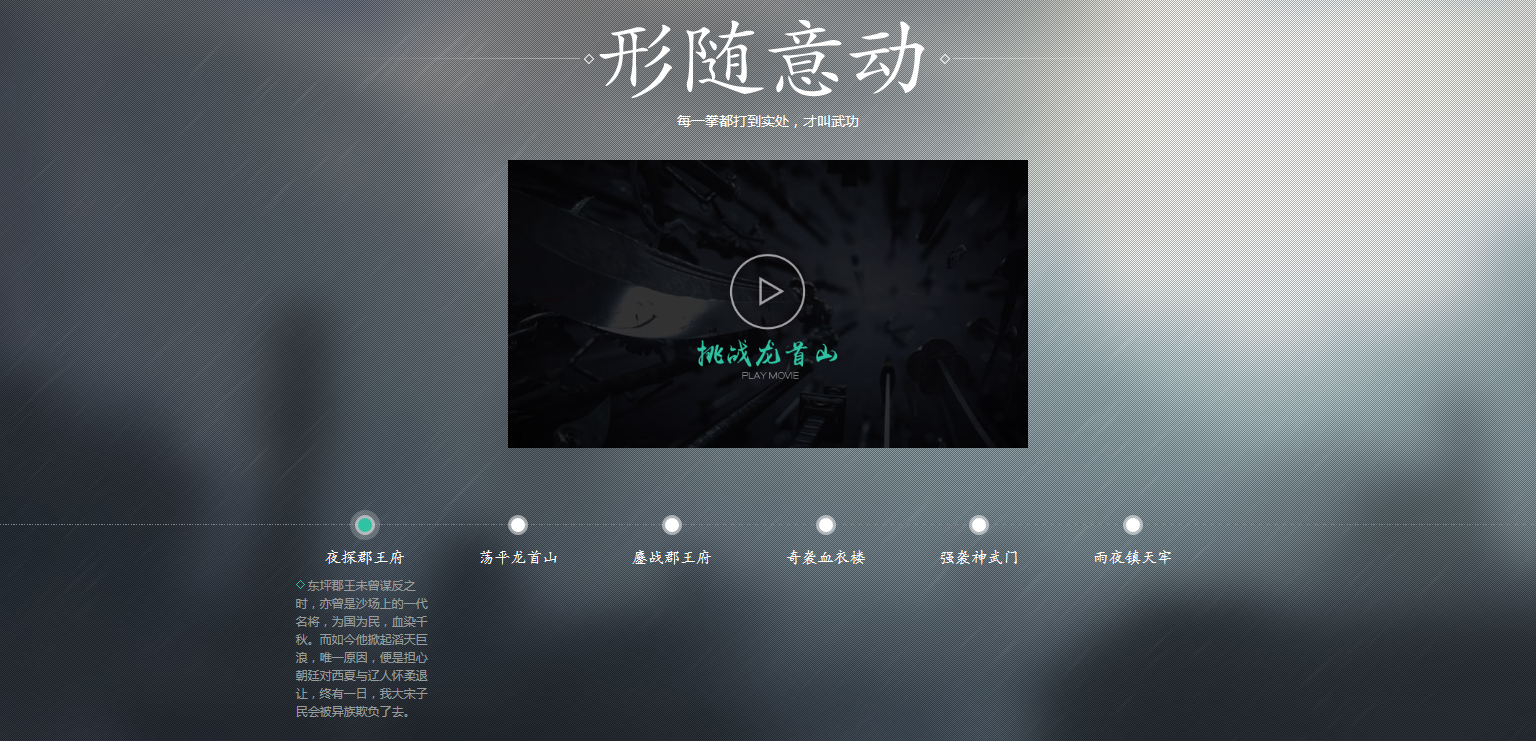 形随意动
每一拳都打到实处，才叫武功
挑战龙首山
PLAY MOVIE
夜探郡王府
荡平龙首山
鏖战郡王府
奇袭血衣楼
强袭神武门
雨夜镇天牢
东坪郡王未曾谋反之
时，亦曾是沙场上的一代
名将，为国为民，血染千
秋。而如今他掀起滔天巨
浪，唯一原因，便是担心
朝廷对西夏与辽人怀柔退
让，终有一日，我大宋子
民会被异族欺负了去。